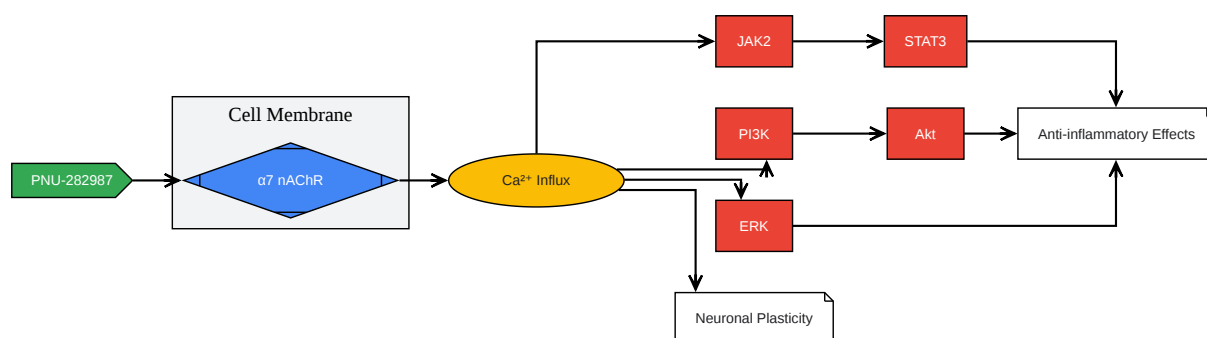 JAK2
STAT3
Cell Membrane
PI3K
Akt
Anti-inflammatory Effects
PNU-282987
α7 nAChR
Ca²⁺ Influx
ERK
Neuronal Plasticity